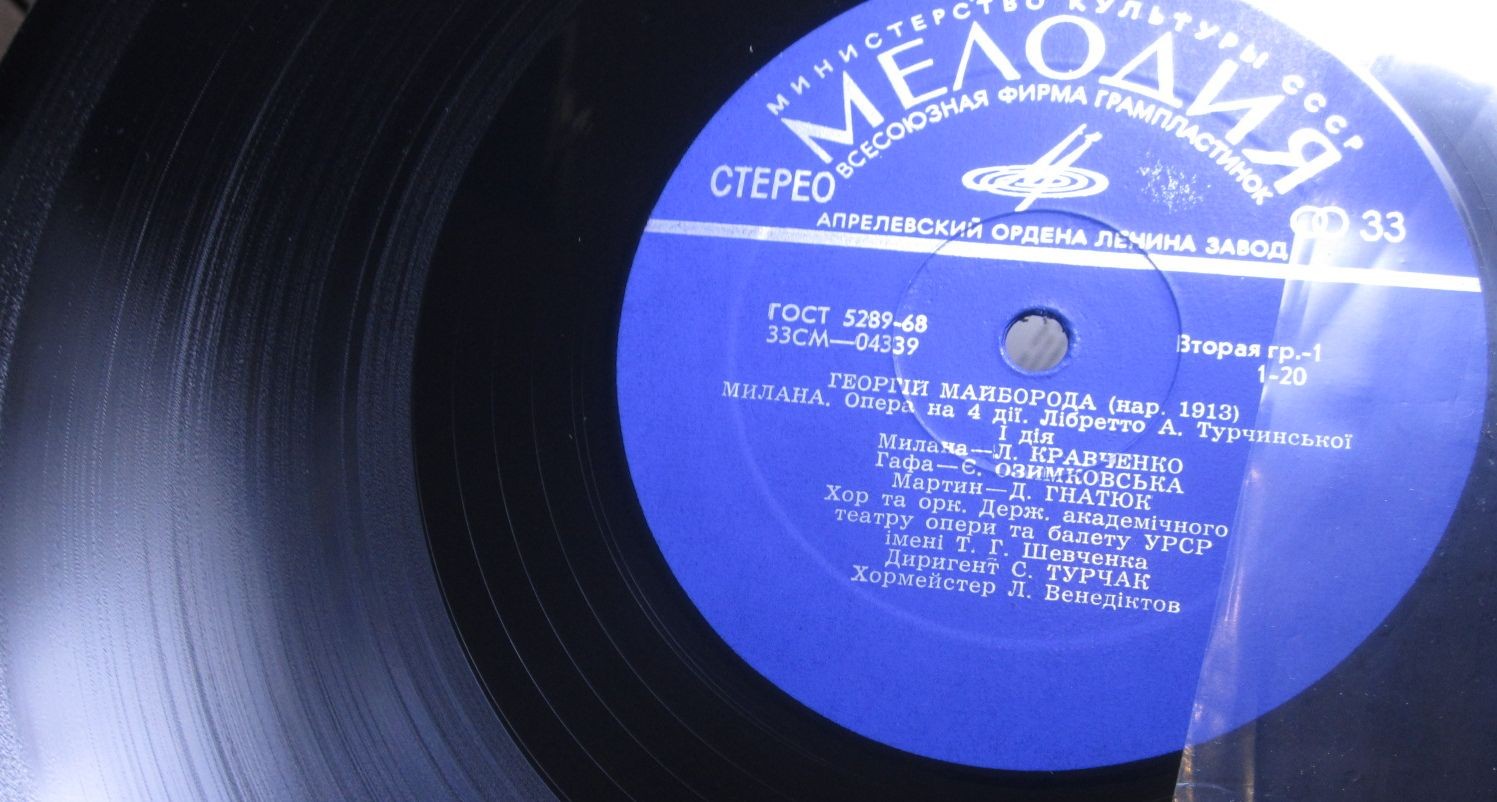 МИНИСТЕРСТВО КУЛЬТУРЫ СССР
МЕЛОДИЯ
ВСЕСОЮЗНАЯ ФИРМА ГРАМПЛАСТИНОК
СТЕРЕО
33
АПРЕЛЕВСКИЙ ОРДЕНА ЛЕНИНА ЗАВОД
ГОСТ 5289-68
33СМ—04339
Вторая гр.-1
1-20
ГЕОРГІЙ МАЙБОРОДА (нар. 1913)
МИЛАНА. Опера на 4 дії. Лібретто А. Турчинської
І дія
Милана—Л. КРАВЧЕНКО
Гафа—Є. ОЗИМКОВСЬКА
Мартин—Д. ГНАТЮК
Хор та орк. Держ. академічного
театру опери та балету УРСР
імені Т. Г. Шевченка
Диригент С. ТУРЧАК
Хормейстер Л. Венедіктов